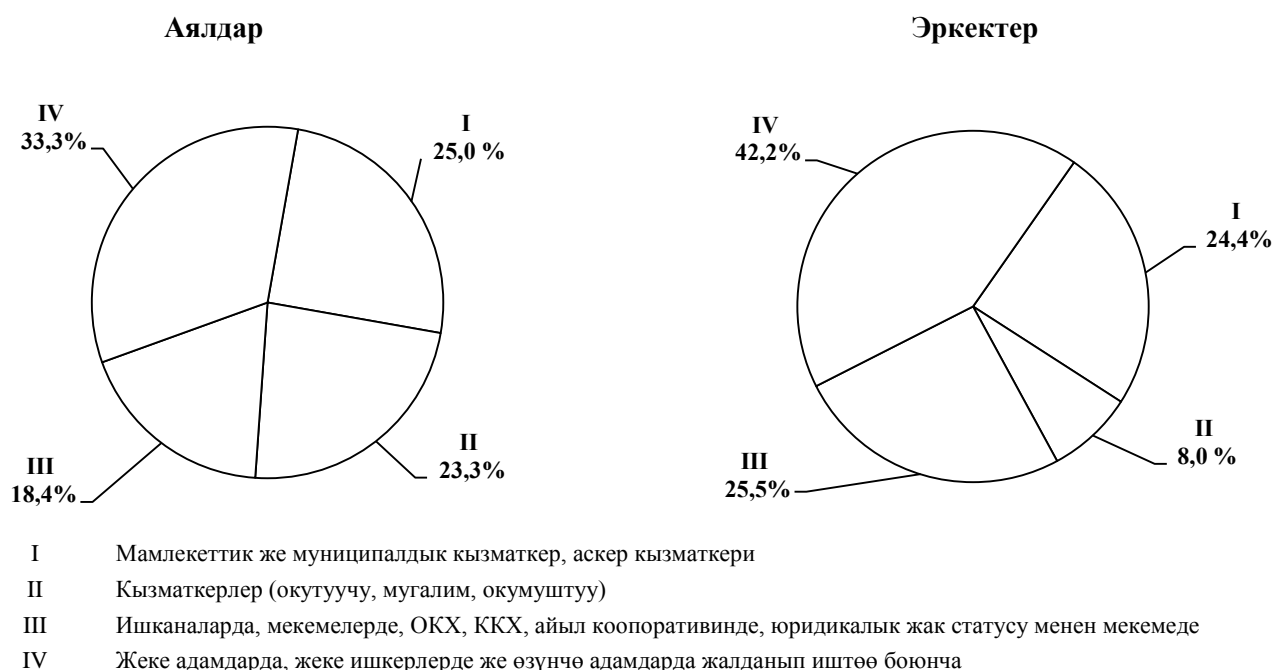 Аялдар
Эркектер
IV
33,3%
I
25,0 %
II
23,3%
III
18,4%
IV
42,2%
I
24,4%
II
8,0 %
III
25,5%
I Мамлекеттик же муниципалдык кызматкер, аскер кызматкери
II Кызматкерлер (окутуучу, мугалим, окумуштуу)
III Ишканаларда, мекемелерде, ОКХ, ККХ, айыл коопоративинде, юридикалык жак статусу менен мекемеде
IV Жеке адамдарда, жеке ишкерлерде же өзүнчө адамдарда жалданып иштөө боюнча